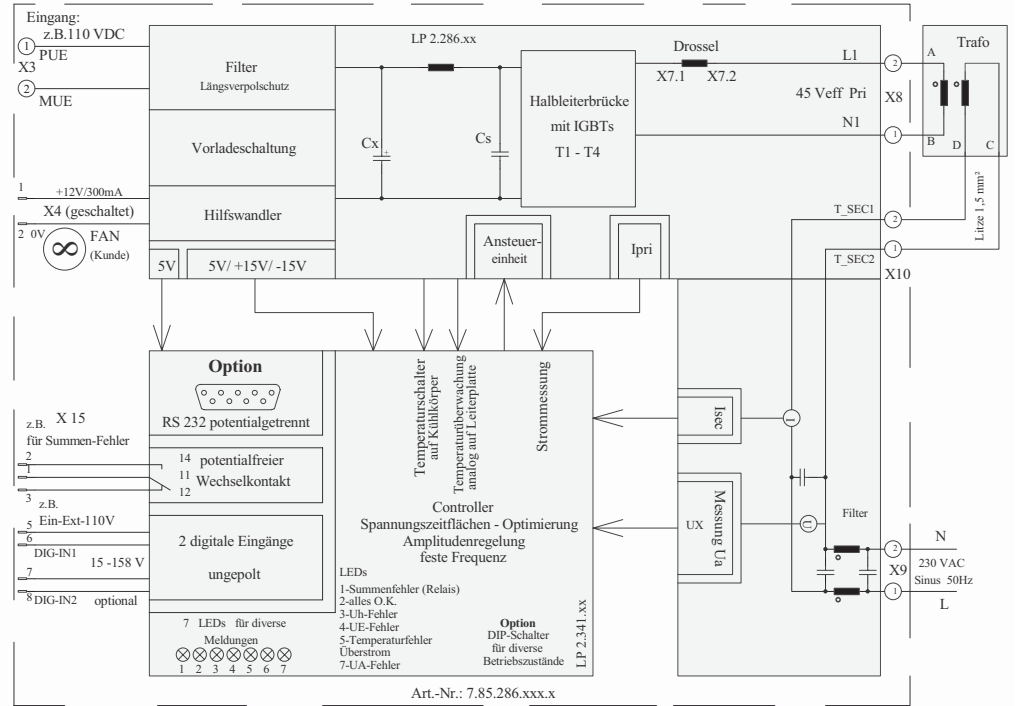 Eingang:
z.B.110 VDC
1
PUE
X3
2
MUE
Filter
Längsverpolschutz
Vorladeschaltung
Hilfswandler
5V
5V/ +15V/ -15V
1
+12V/300mA
X4 (geschaltet)
2 0V
FAN
(Kunde)
LP 2.286.xx
Cx
+
Cs
Halbleiterbrücke
mit IGBTs
T1 - T4
Drossel
X7.1 X7.2
L1
2
45 Veff Pri
X8
N1
1
Trafo
A
B
D
C
Litze 1,5 mm²
T_SEC1
2
T_SEC2
1
X10
Ansteuer-
einheit
Ipri
Option
RS 232 potentialgetrennt
X 15
z.B.
für Summen-Fehler
2
1
3
14
11
12
potentialfreier
Wechselkontakt
z.B.
5 Ein-Ext-110V
6
DIG-IN1
15 -158 V
7
8 DIG-IN2 optional
2 digitale Eingänge
ungepolt
7 LEDs für diverse
Meldungen
1 2 3 4 5 6 7
Temperaturschalter
auf Kühlkörper
Temperaturüberwachung
analog auf Leiterplatte
Strommessung
Controller
Spannungszeitflächen - Optimierung
Amplitudenregelung
feste Frequenz
LEDs
1-Summenfehler (Relais)
2-alles O.K.
3-Uh-Fehler
4-UE-Fehler
5-Temperaturfehler
Überstrom
7-UA-Fehler
Option
DIP-Schalter
für diverse
Betriebszustände
LP 2.341.xx
Isec
I
UX
Messung Ua
U
Filter
2
N
X9
230 VAC
Sinus 50Hz
1
L
Art.-Nr.: 7.85.286.xxx.x